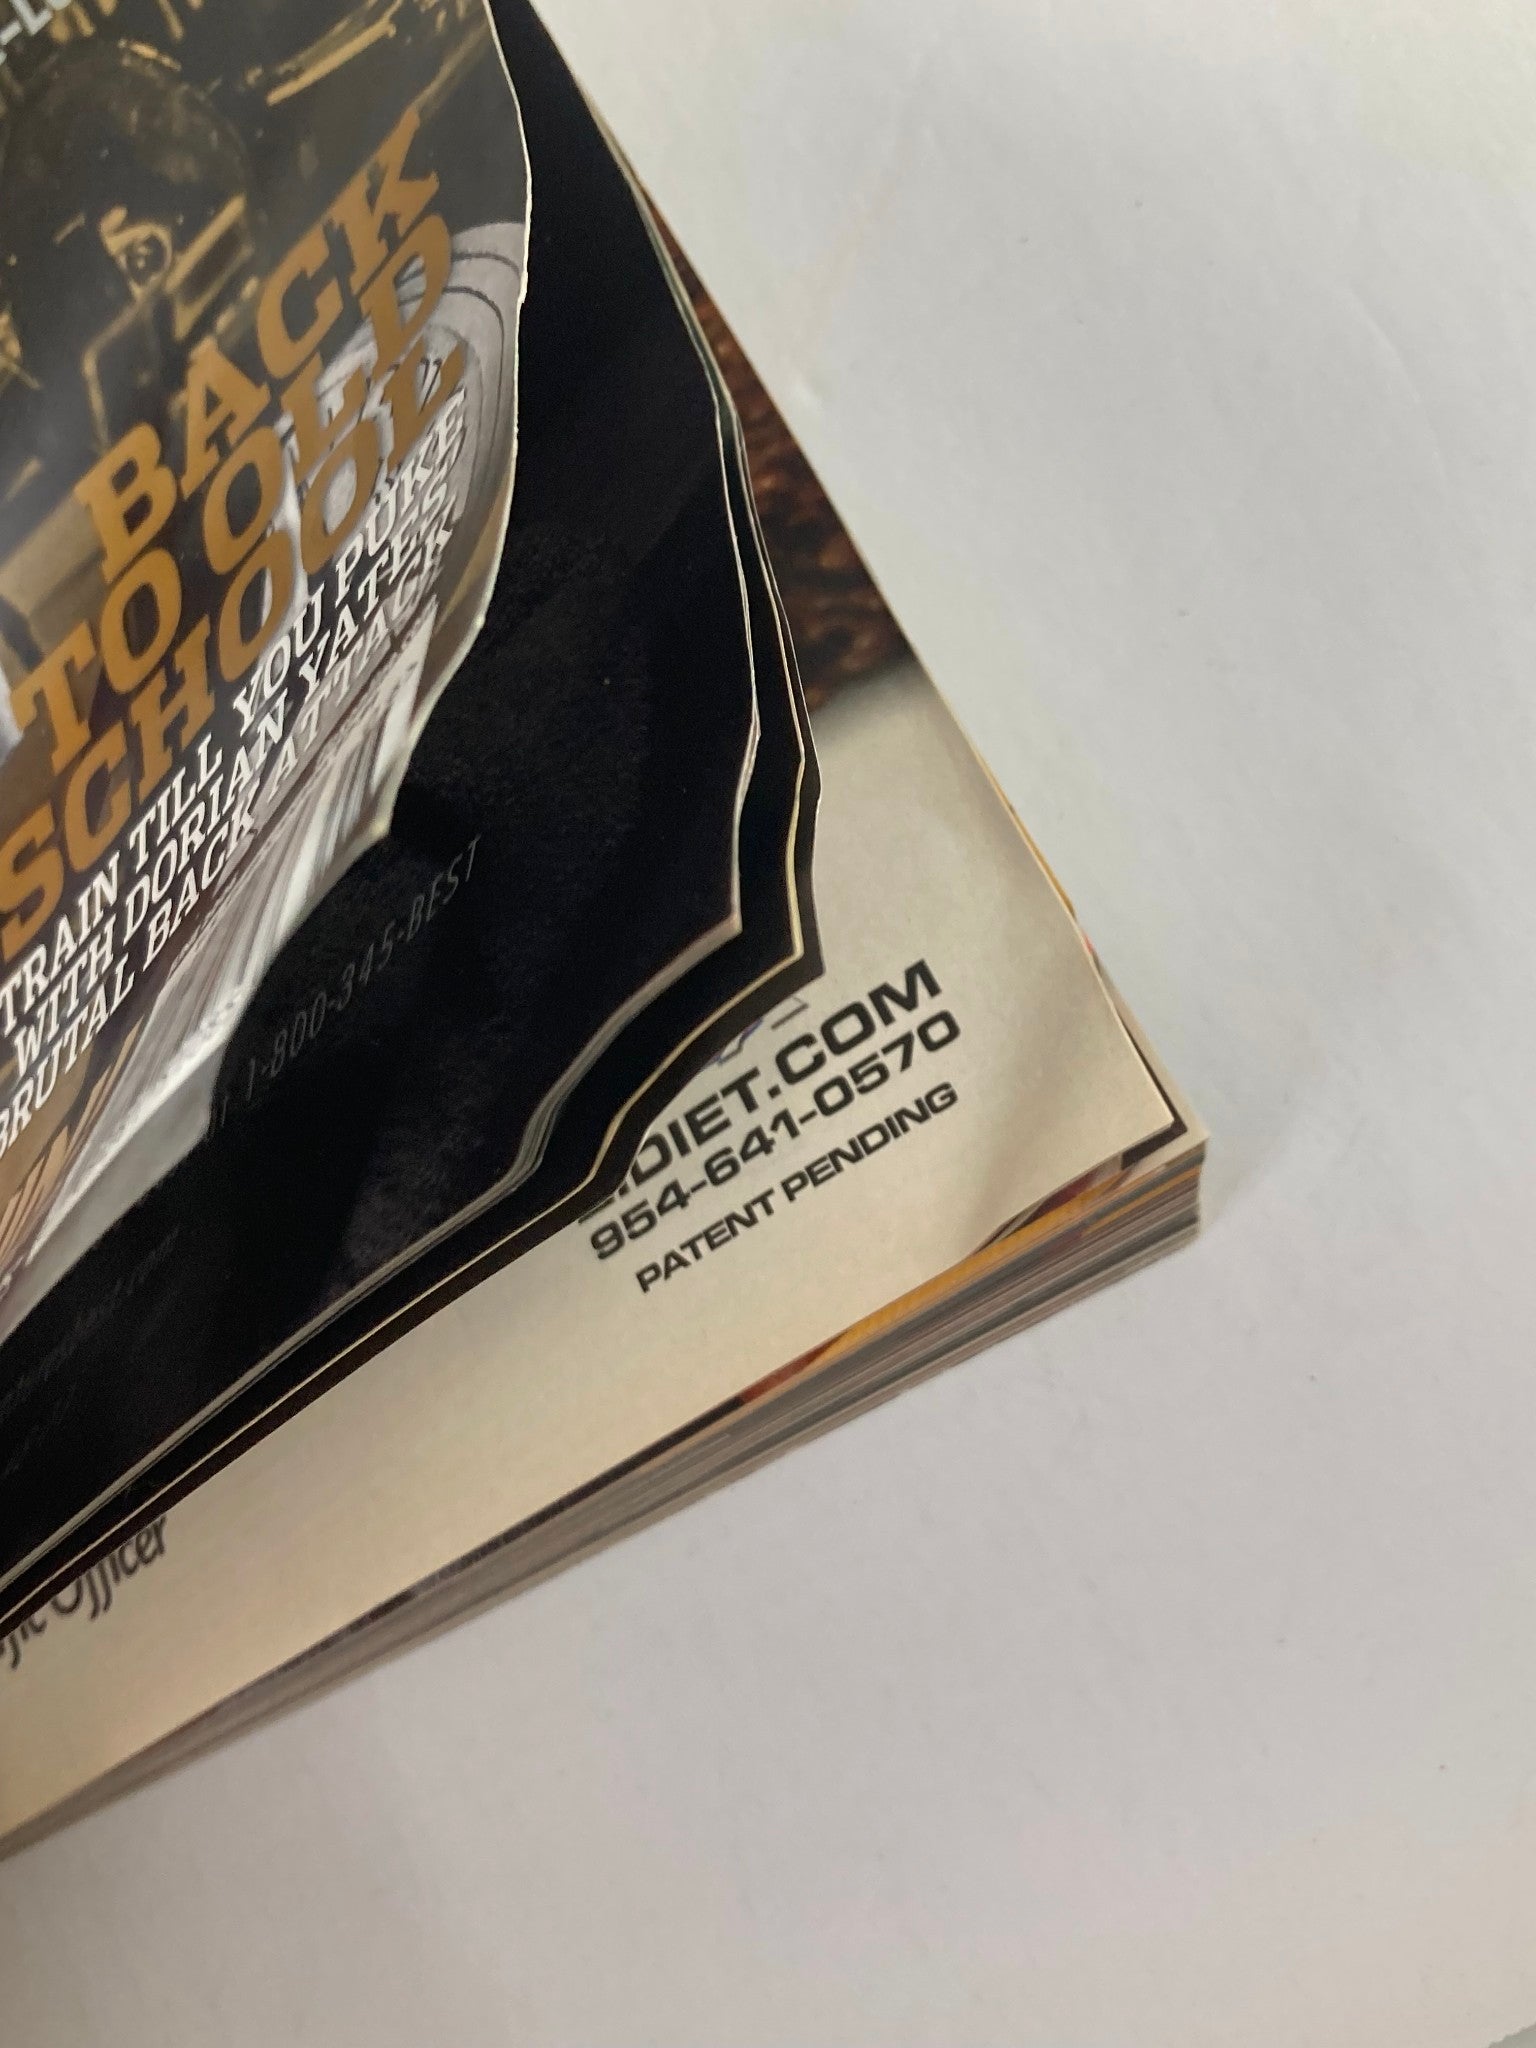 BACK
TO OLD
SCHOOL
TRAIN TILL YOU PUKE
WITH DORIAN YATES'
BRUTAL BACK ATTACK
1-800-345-BEST
DIET.COM
954-641-0570
PATENT PENDING
Officer